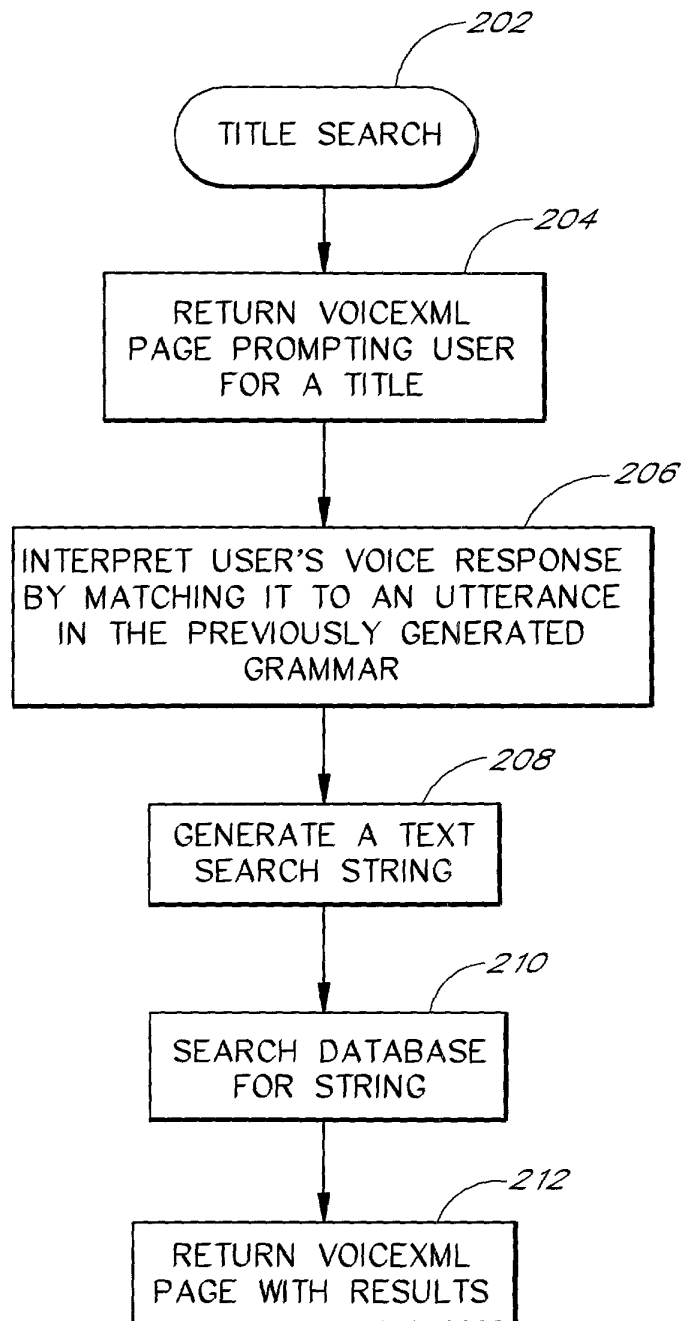 202
TITLE SEARCH
204
RETURN VOICEXML
PAGE PROMPTING USER
FOR A TITLE
206
INTERPRET USER'S VOICE RESPONSE
BY MATCHING IT TO AN UTTERANCE
IN THE PREVIOUSLY GENERATED
GRAMMAR
208
GENERATE A TEXT
SEARCH STRING
210
SEARCH DATABASE
FOR STRING
212
RETURN VOICEXML
PAGE WITH RESULTS